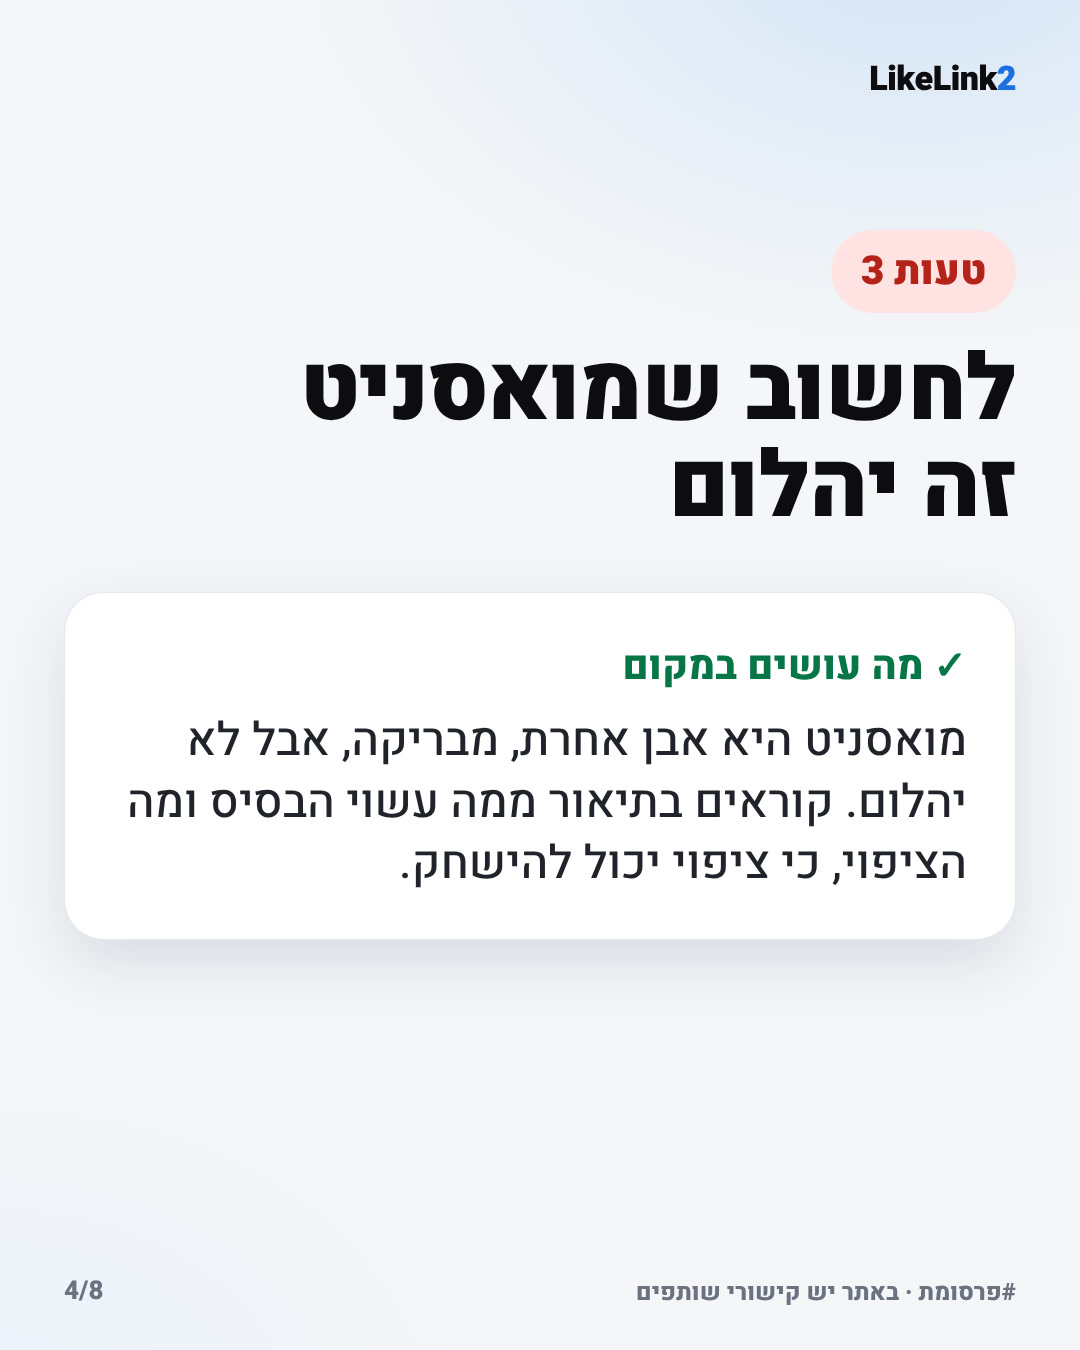 LikeLink2
טעות 3
לחשוב שמואסניט
זה יהלום
✓ מה עושים במקום
מואסניט היא אבן אחרת, מבריקה, אבל לא
יהלום. קוראים בתיאור ממה עשוי הבסיס ומה
הציפוי, כי ציפוי יכול להישחק.
#פרסומת · באתר יש קישורי שותפים
4/8